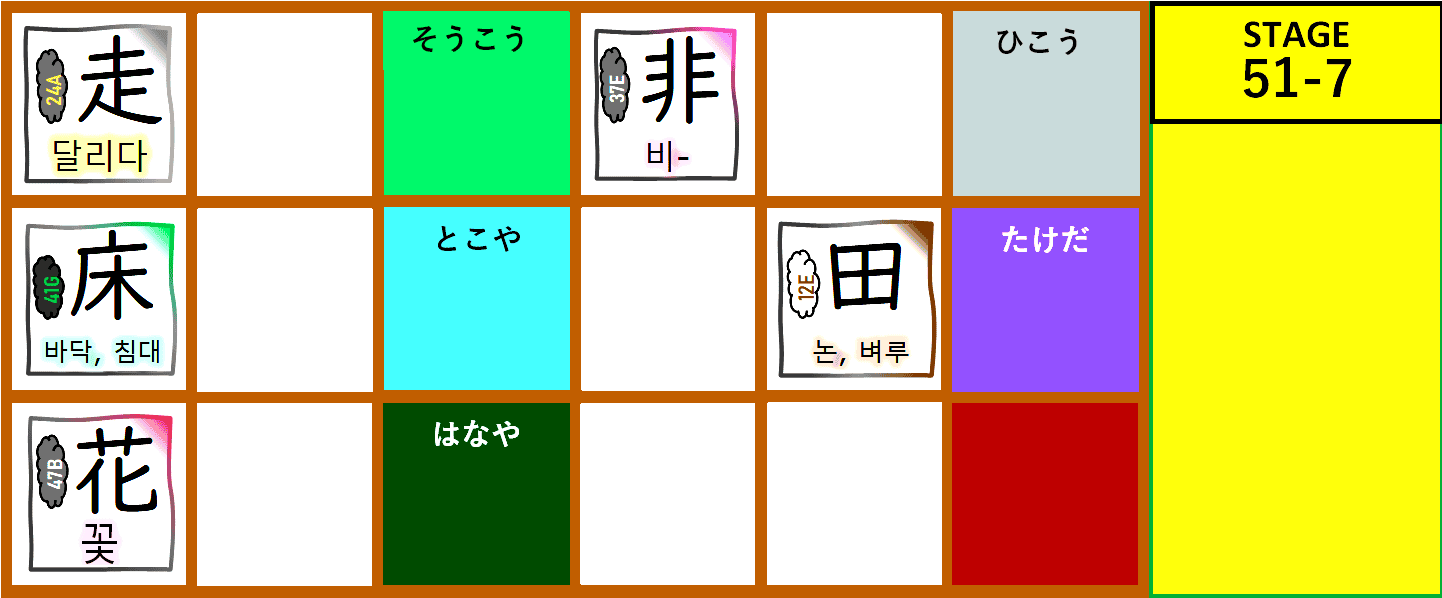 24A
走
달리다
そうこう
37E
非
비-
ひこう
STAGE
51-7
41G
床
바닥, 침대
とこや
12E
田
논, 벼루
たけだ
47B
花
꽃
はなや